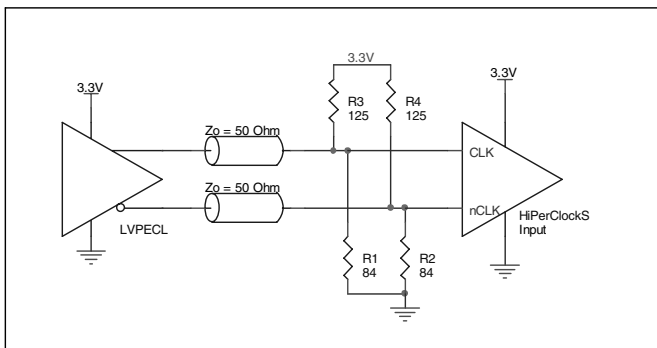 3.3V
3.3V
3.3V
R3
125
R4
125
Zo = 50 Ohm
CLK
Zo = 50 Ohm
nCLK
HiPerClockS
Input
LVPECL
R1
84
R2
84